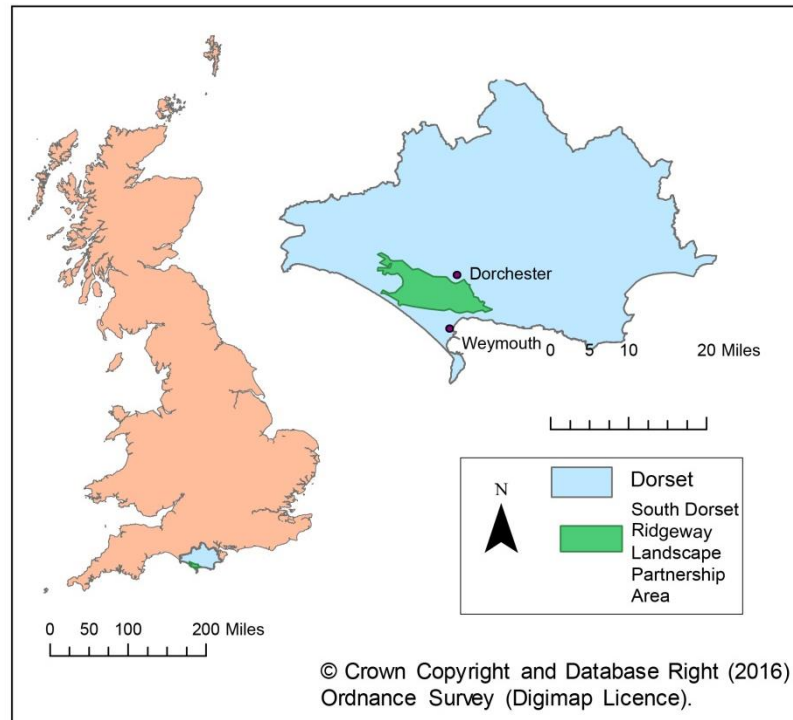 Dorchester
Weymouth
0 5 10 20 Miles
N
Dorset
South Dorset
Ridgeway
Landscape
Partnership
Area
0 50 100 200 Miles
© Crown Copyright and Database Right (2016)
Ordnance Survey (Digimap Licence).